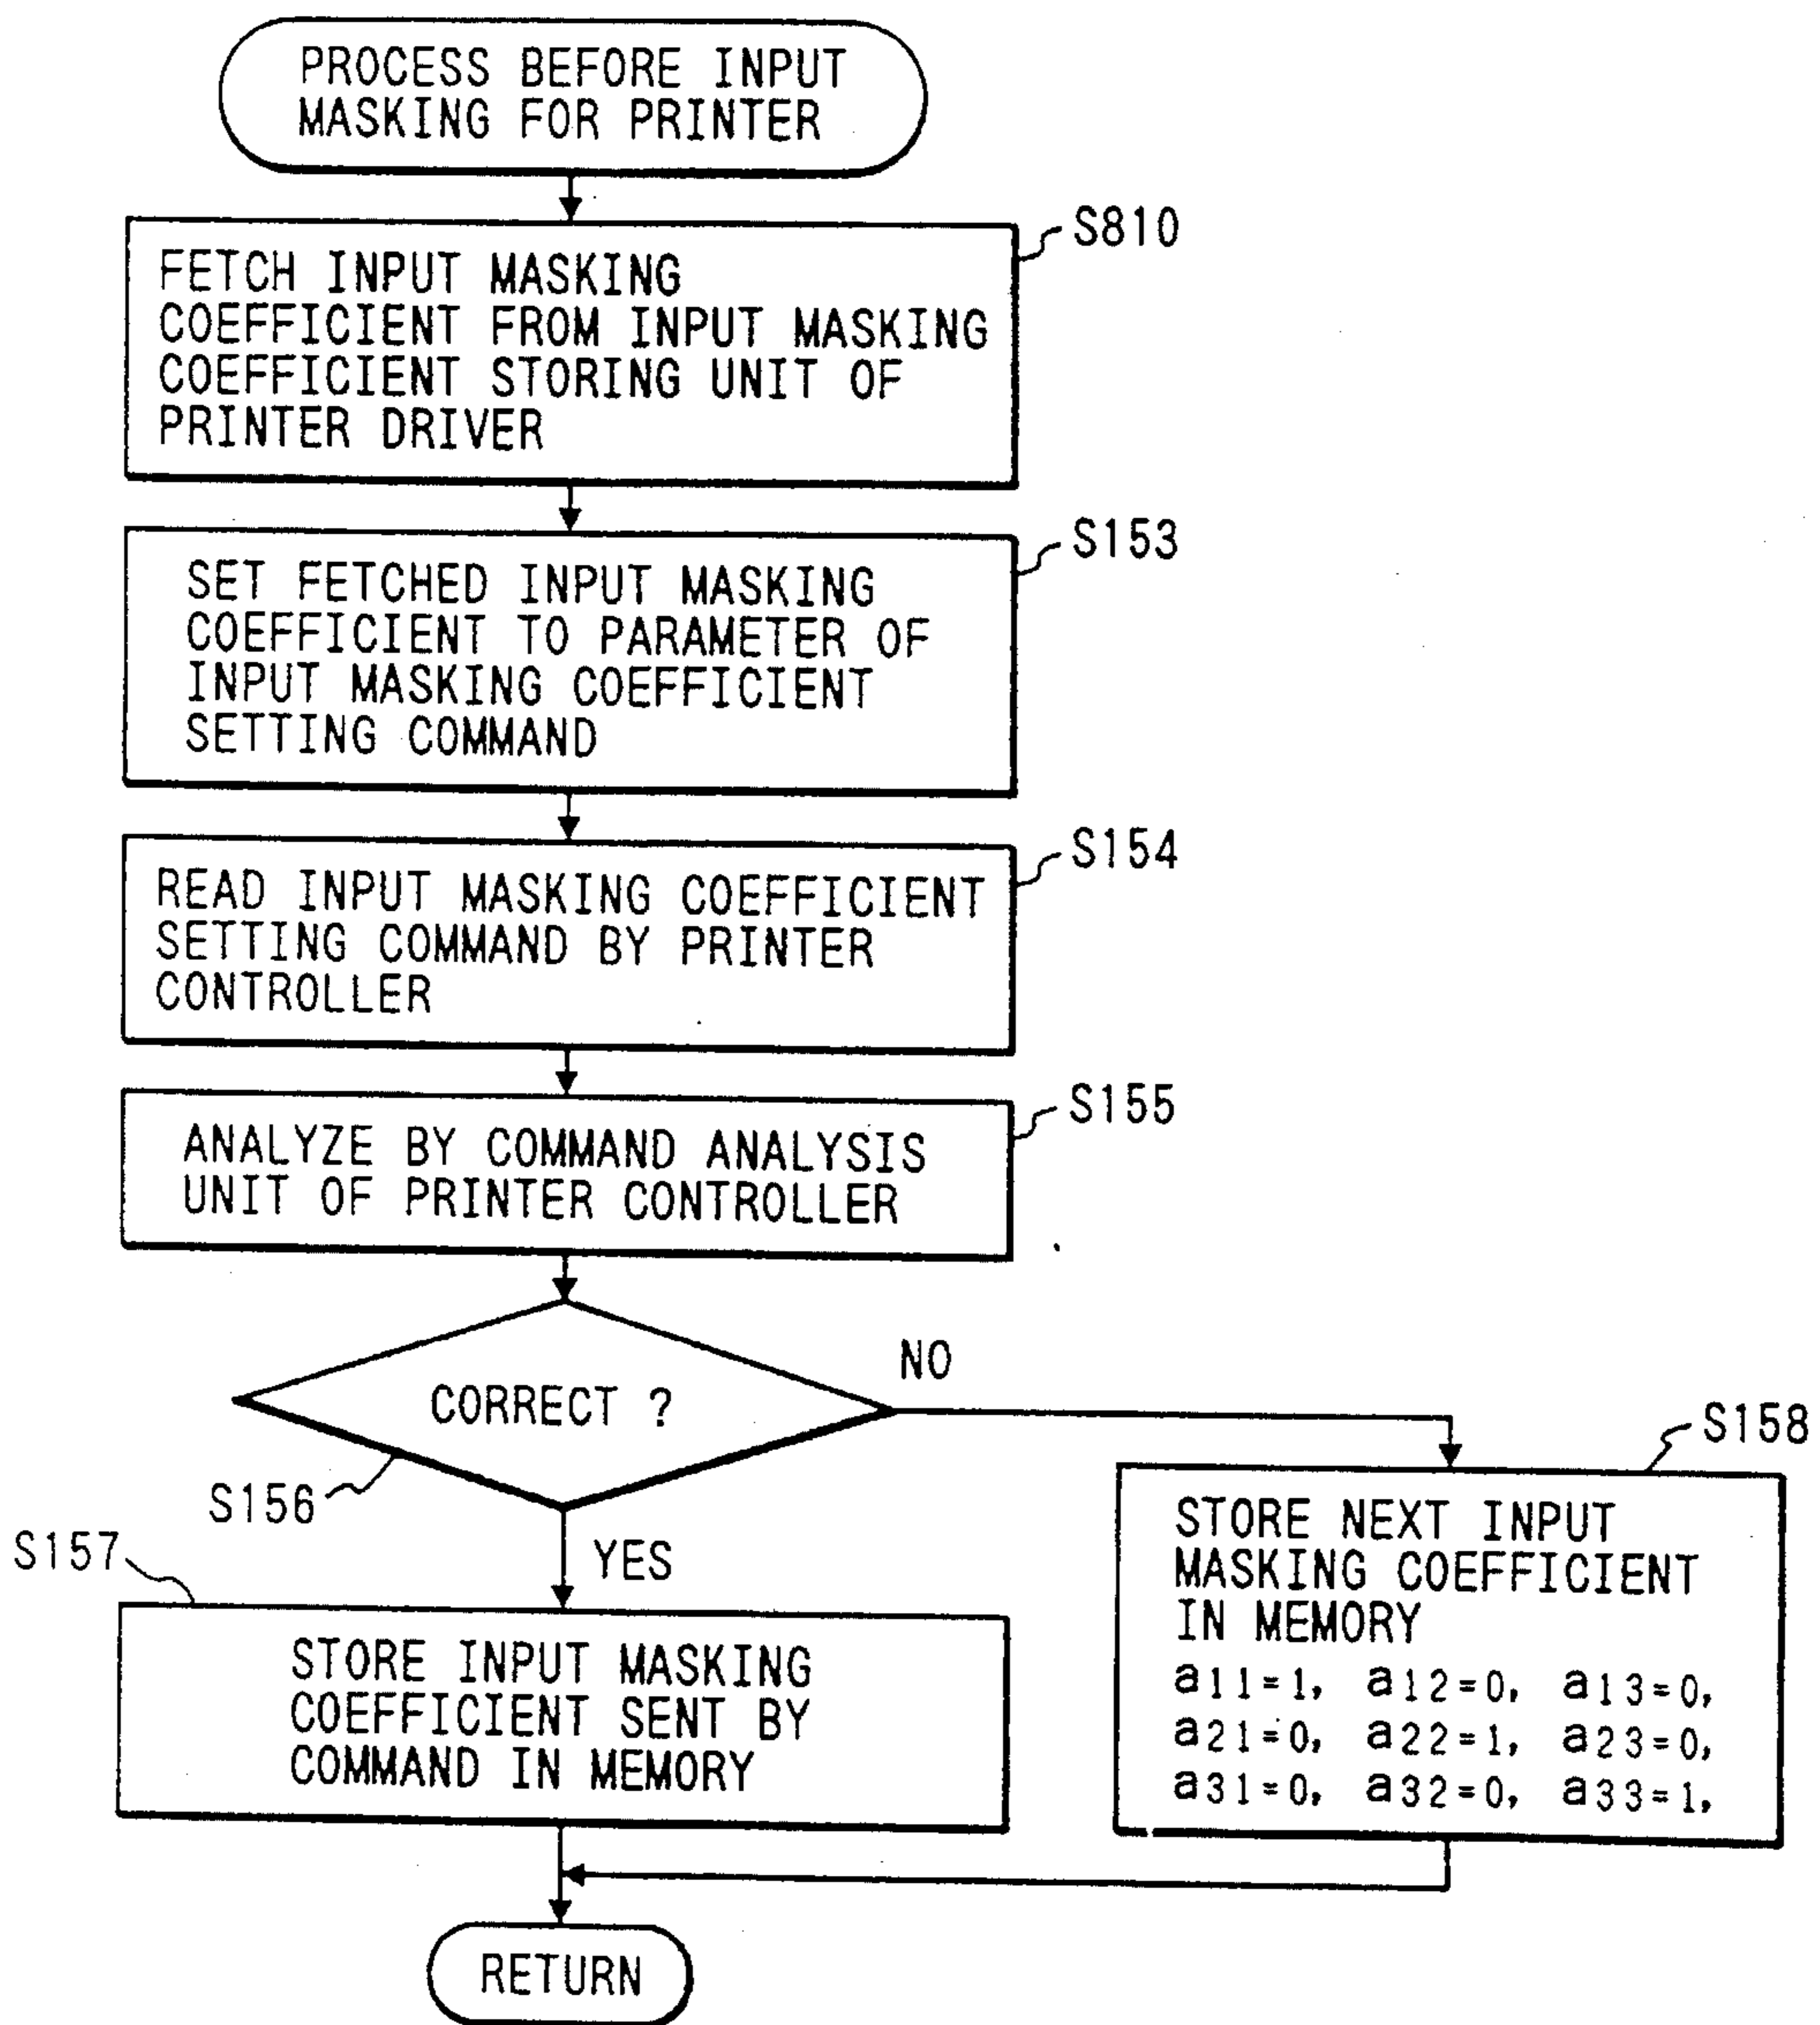 PROCESS BEFORE INPUT
MASKING FOR PRINTER
S810
FETCH INPUT MASKING
COEFFICIENT FROM INPUT MASKING
COEFFICIENT STORING UNIT OF
PRINTER DRIVER
S153
SET FETCHED INPUT MASKING
COEFFICIENT TO PARAMETER OF
INPUT MASKING COEFFICIENT
SETTING COMMAND
S154
READ INPUT MASKING COEFFICIENT
SETTING COMMAND BY PRINTER
CONTROLLER
S155
ANALYZE BY COMMAND ANALYSIS
UNIT OF PRINTER CONTROLLER
CORRECT ?
NO
S156
YES
S157
STORE INPUT MASKING
COEFFICIENT SENT BY
COMMAND IN MEMORY
S158
STORE NEXT INPUT
MASKING COEFFICIENT
IN MEMORY
a11=1, a12=0, a13=0,
a21=0, a22=1, a23=0,
a31=0, a32=0, a33=1,
RETURN